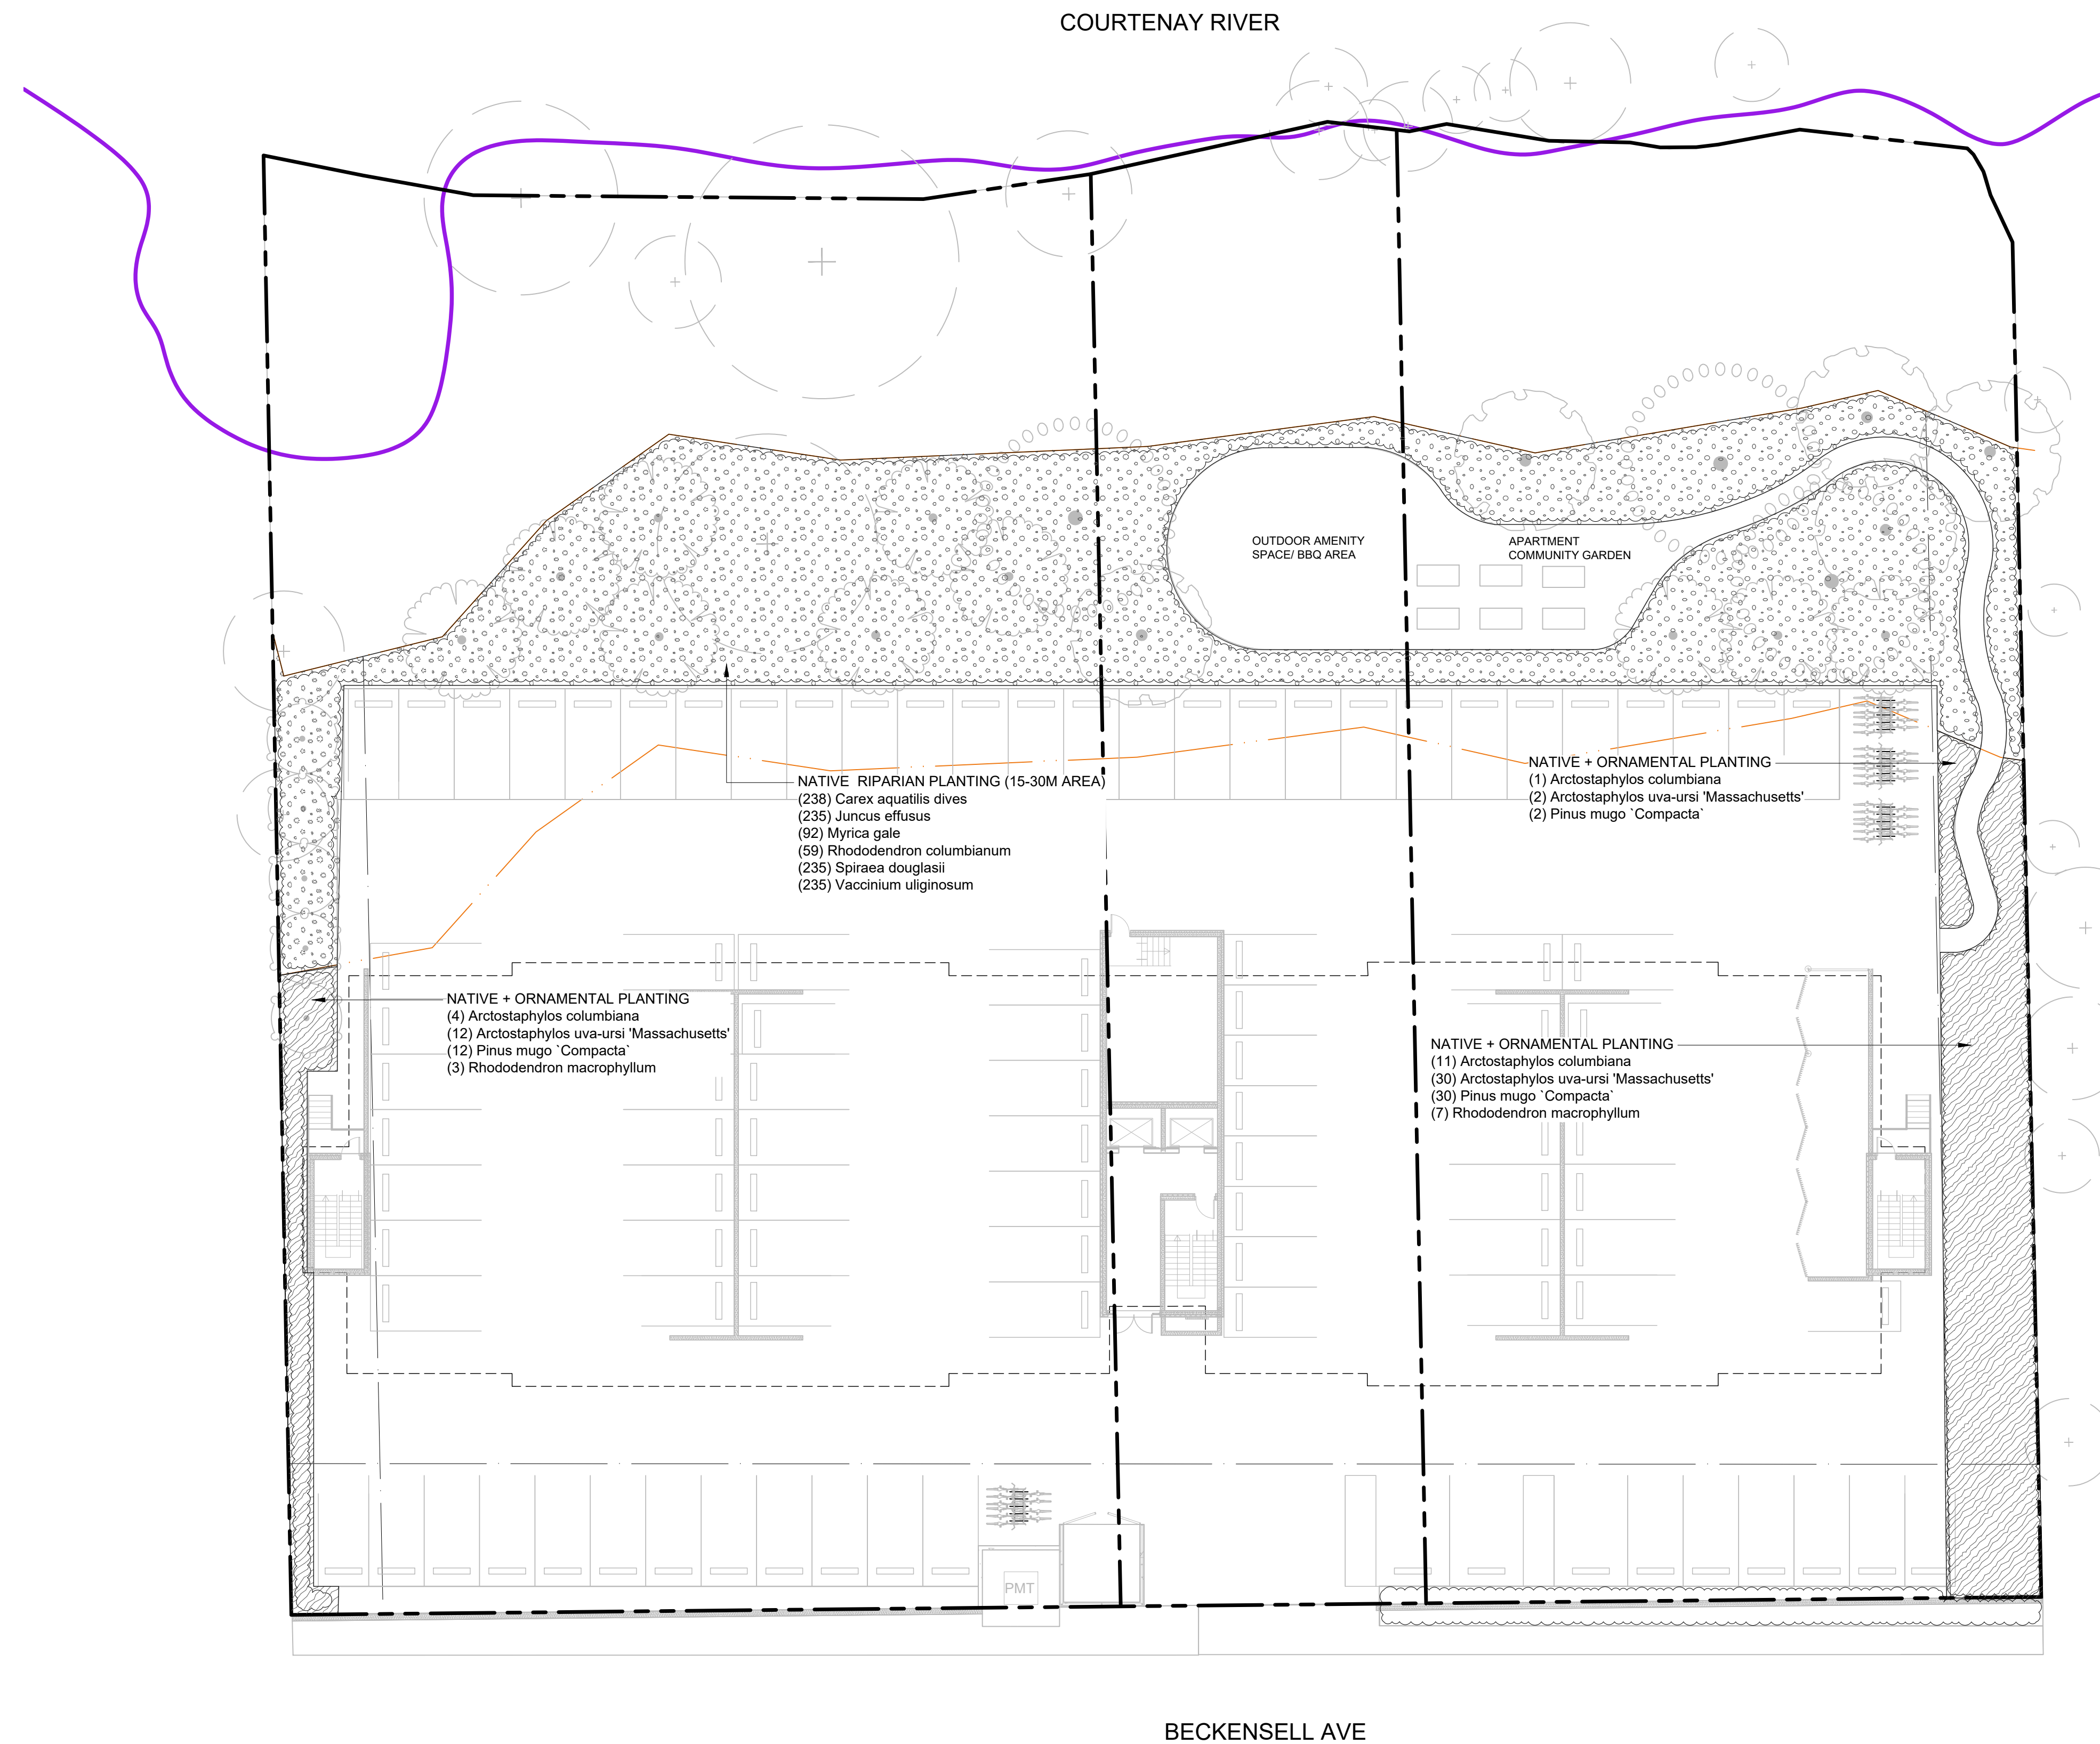 COURTENAY RIVER
OUTDOOR AMENITY
SPACE/ BBQ AREA
APARTMENT
COMMUNITY GARDEN
NATIVE + ORNAMENTAL PLANTING
(1) Arctostaphylos columbiana
(2) Arctostaphylos uva-ursi 'Massachusetts'
(2) Pinus mugo `Compacta`
NATIVE  RIPARIAN PLANTING (15-30M AREA)
(238) Carex aquatilis dives
(235) Juncus effusus
(92) Myrica gale
(59) Rhododendron columbianum
(235) Spiraea douglasii
(235) Vaccinium uliginosum
NATIVE + ORNAMENTAL PLANTING
(4) Arctostaphylos columbiana
(12) Arctostaphylos uva-ursi 'Massachusetts'
(12) Pinus mugo `Compacta`
(3) Rhododendron macrophyllum
NATIVE + ORNAMENTAL PLANTING
(11) Arctostaphylos columbiana
(30) Arctostaphylos uva-ursi 'Massachusetts'
(30) Pinus mugo `Compacta`
(7) Rhododendron macrophyllum
PMT
BECKENSELL AVE